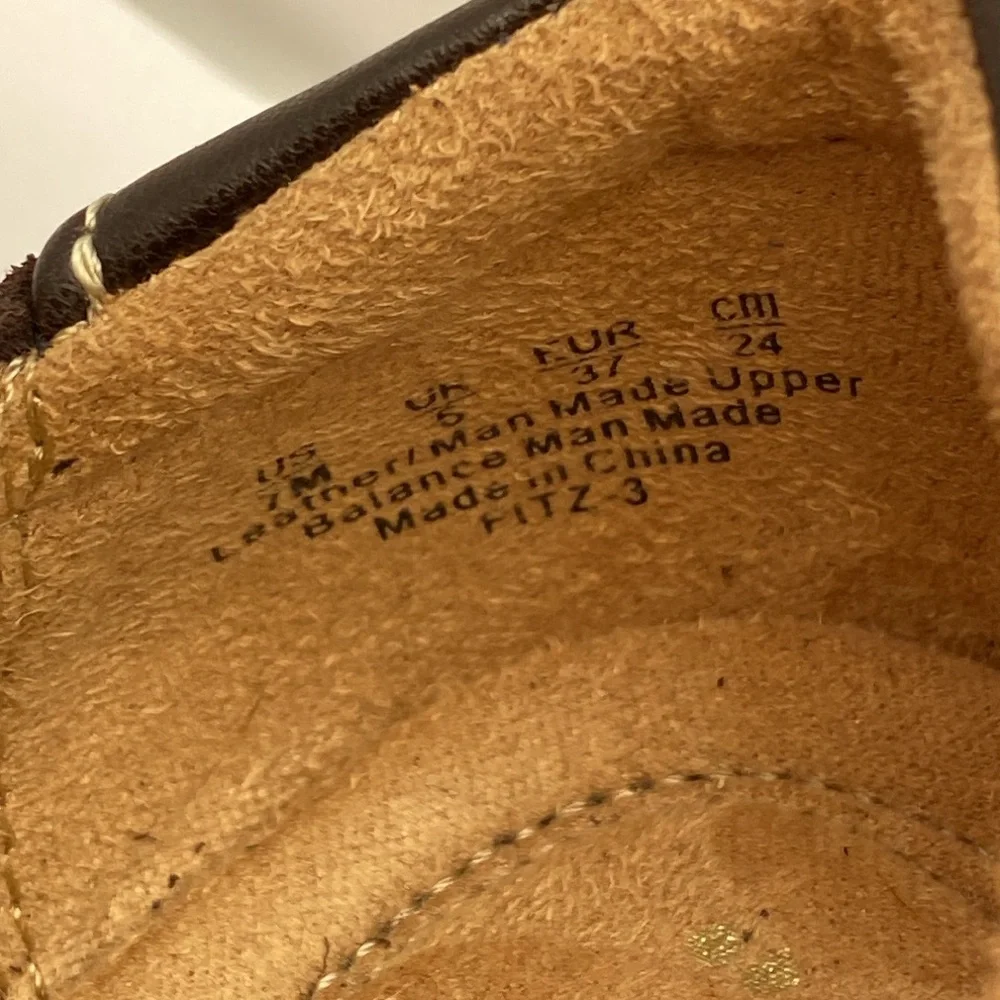 US UK EUR cm
7M 5 37 24
Leather/Man Made Upper
Balance Man Made
Made in China
FITZ-3